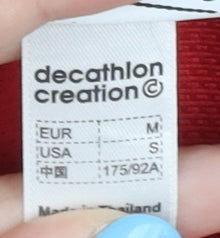 decathlon
creation ©
EUR M
USA S
中国 175/92A
Made in Thailand